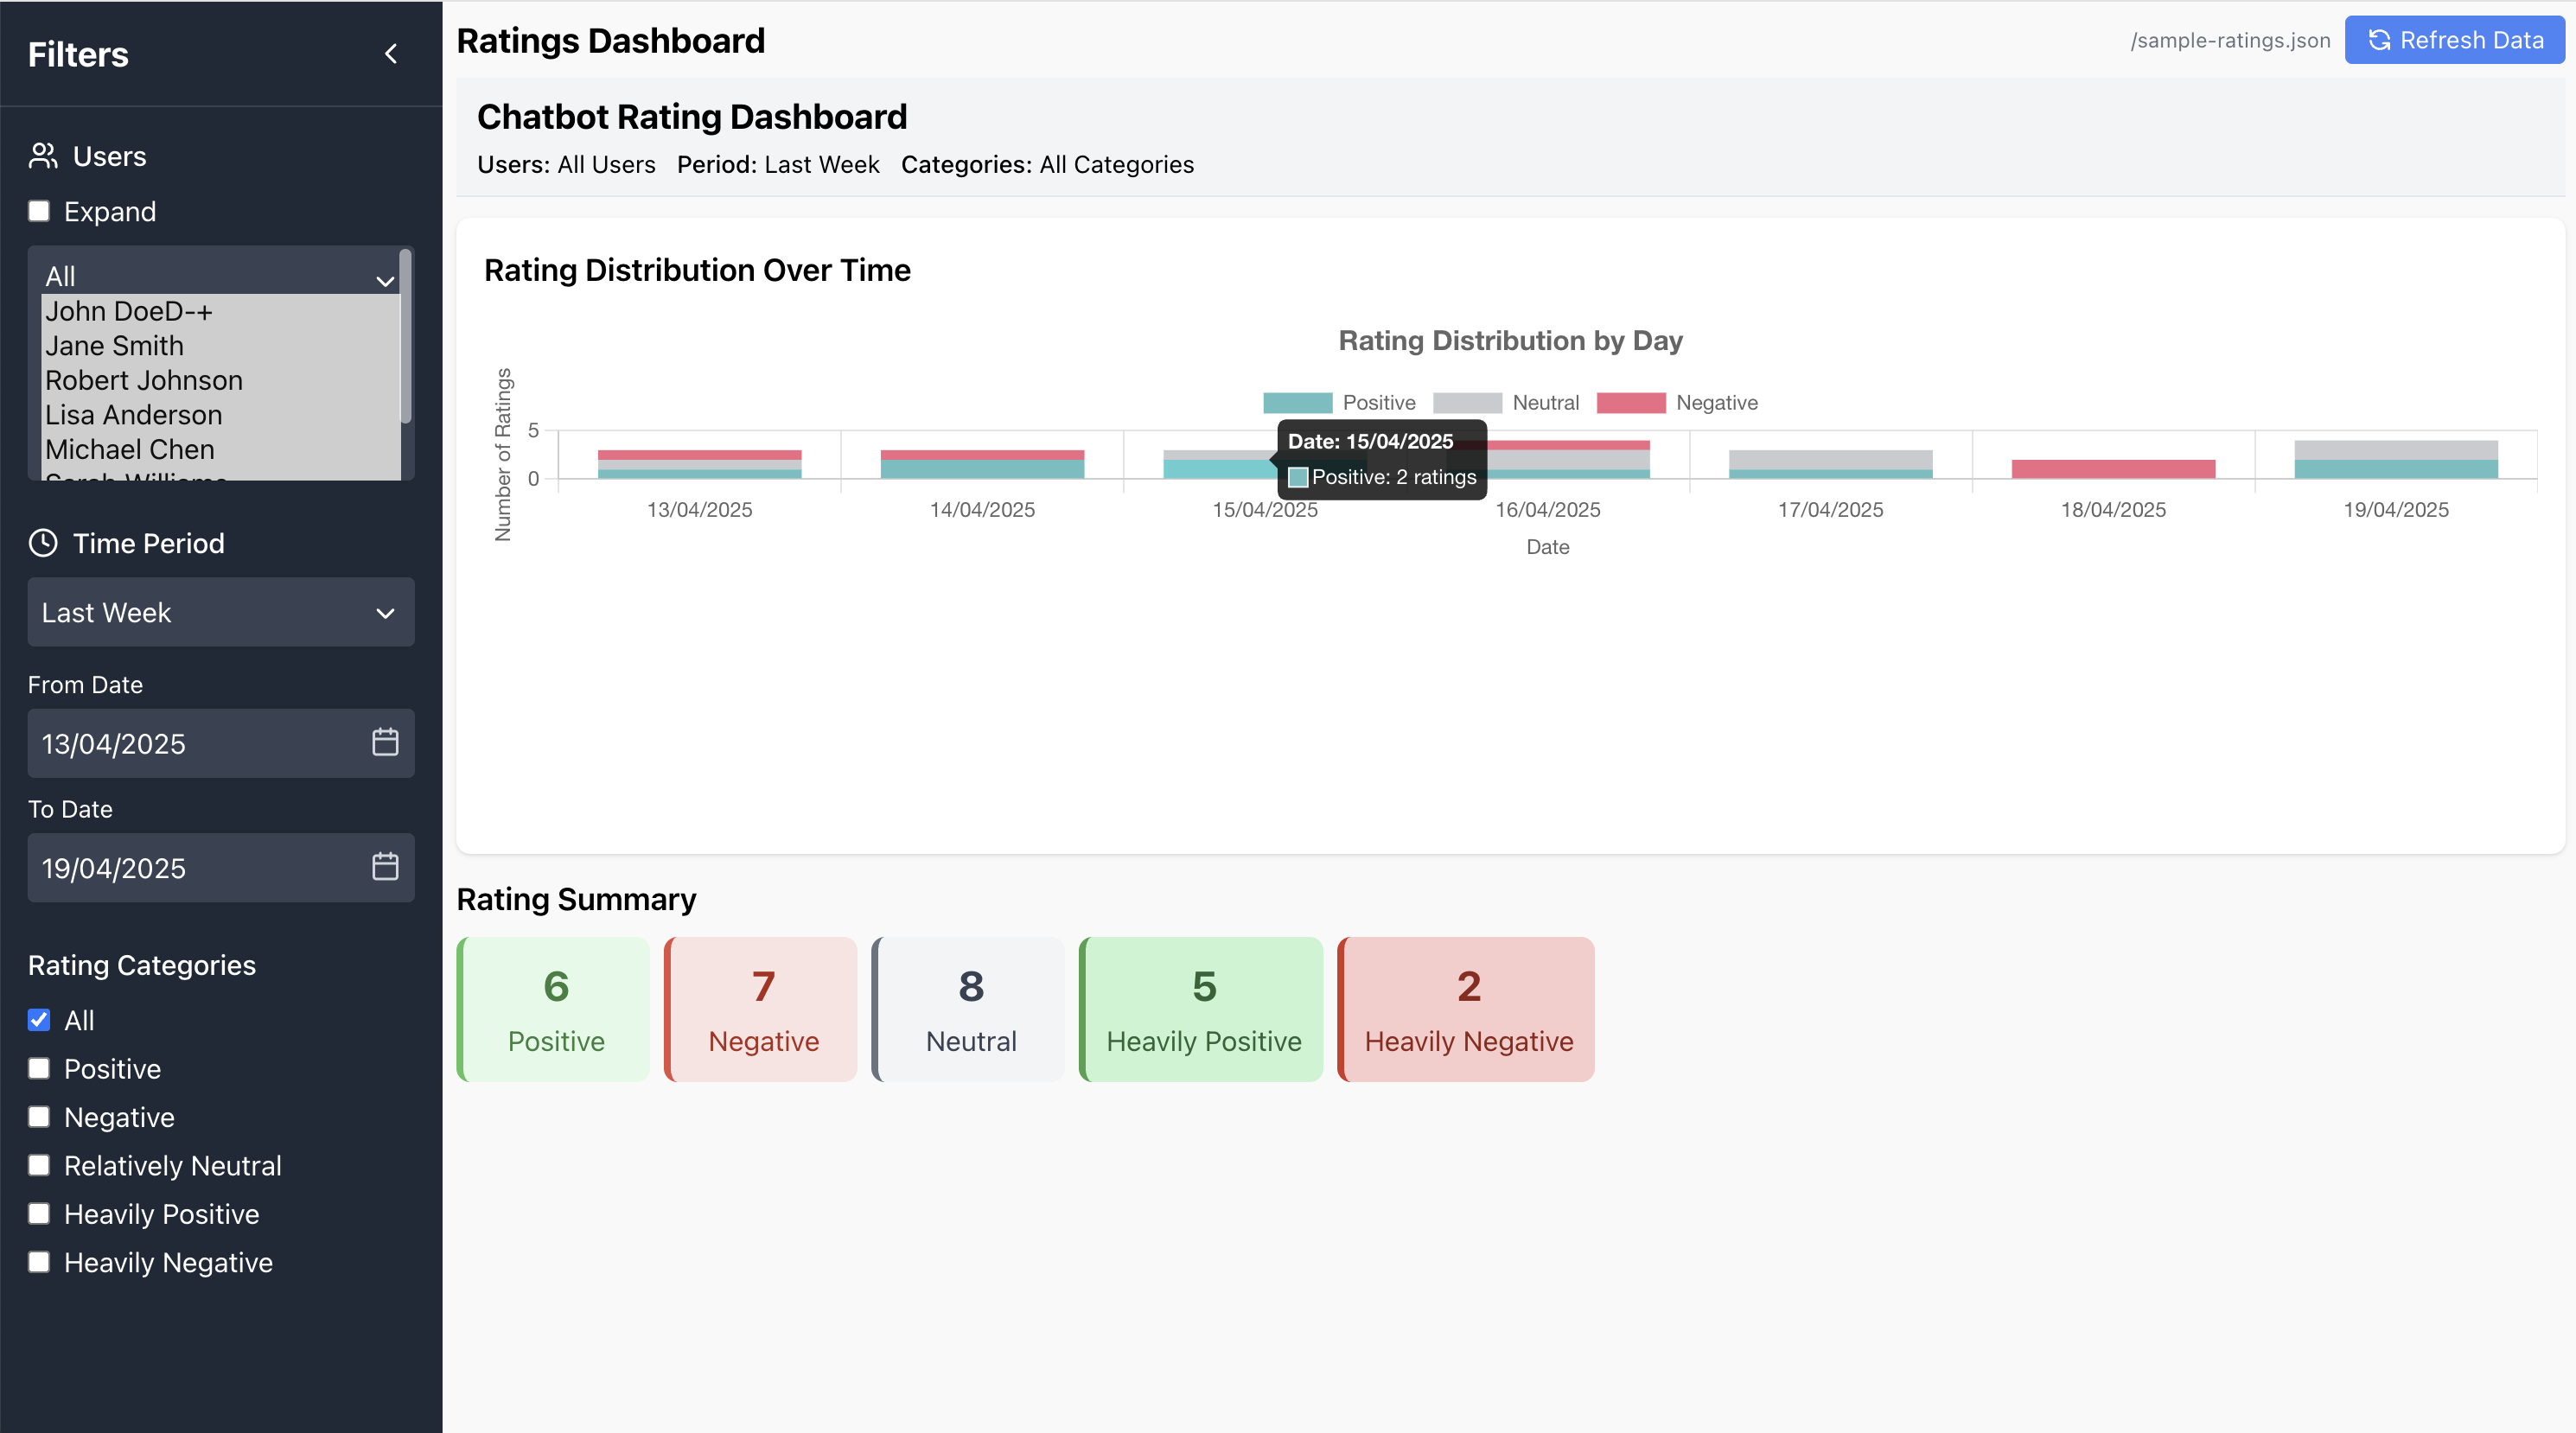 Filters
Users
Expand
All
John DoeD-+
Jane Smith
Robert Johnson
Lisa Anderson
Michael Chen
Sarah Williams
Time Period
Last Week
From Date
13/04/2025
To Date
19/04/2025
Rating Categories
All
Positive
Negative
Relatively Neutral
Heavily Positive
Heavily Negative
Ratings Dashboard
/sample-ratings.json
Refresh Data
Chatbot Rating Dashboard
Users: All Users Period: Last Week Categories: All Categories
Rating Distribution Over Time
Rating Distribution by Day
Positive Neutral Negative
Number of Ratings
5
0
Date: 15/04/2025
Positive: 2 ratings
13/04/2025 14/04/2025 15/04/2025 16/04/2025 17/04/2025 18/04/2025 19/04/2025
Date
Rating Summary
6
Positive
7
Negative
8
Neutral
5
Heavily Positive
2
Heavily Negative